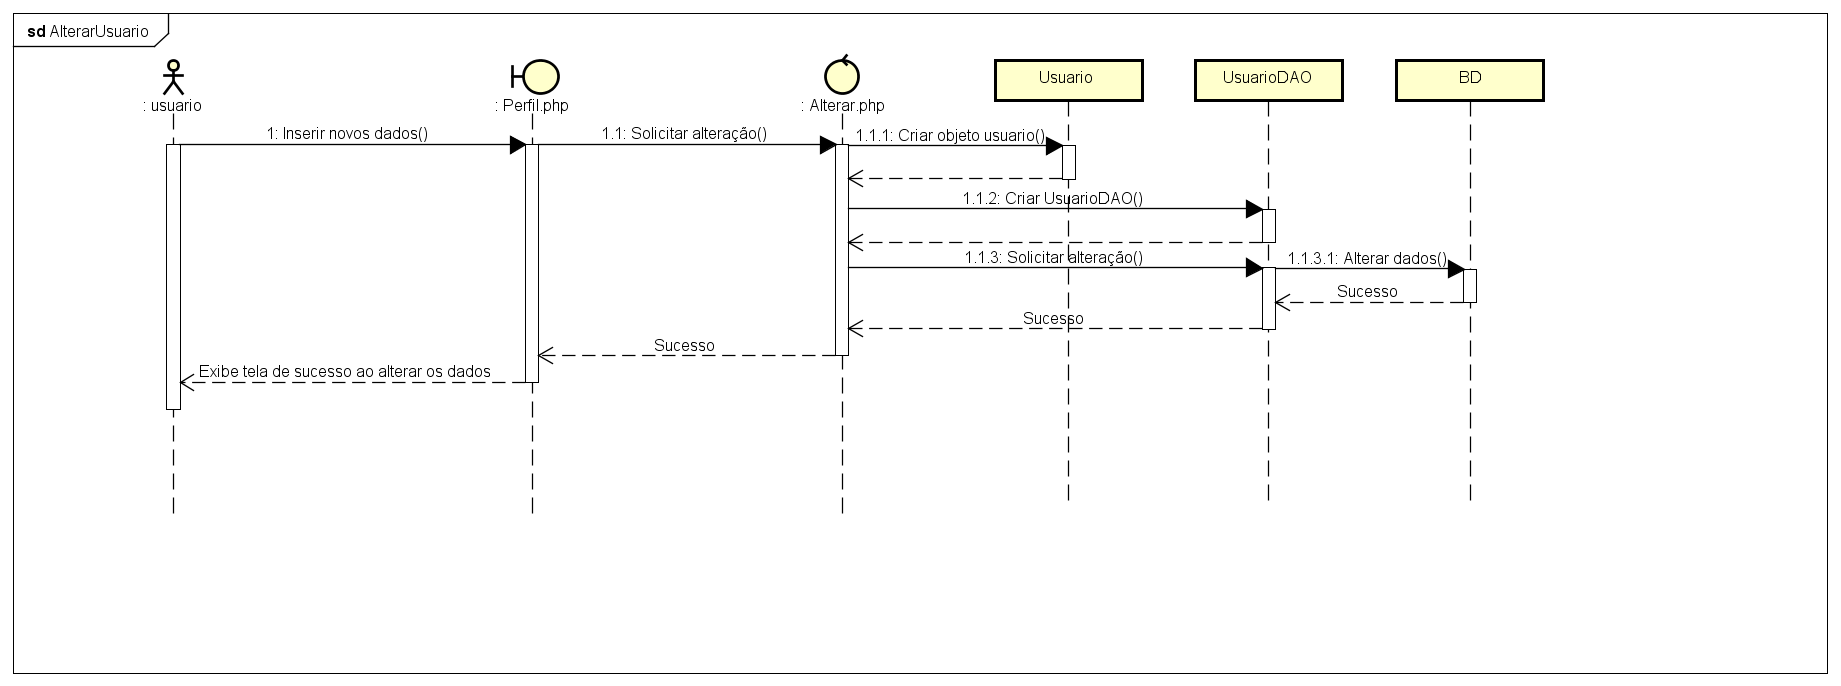 sd AlterarUsuario
: usuario
: Perfil.php
: Alterar.php
Usuario
UsuarioDAO
BD
1: Inserir novos dados()
1.1: Solicitar alteração()
1.1.1: Criar objeto usuario()
1.1.2: Criar UsuarioDAO()
1.1.3: Solicitar alteração()
1.1.3.1: Alterar dados()
Sucesso
Sucesso
Sucesso
Exibe tela de sucesso ao alterar os dados